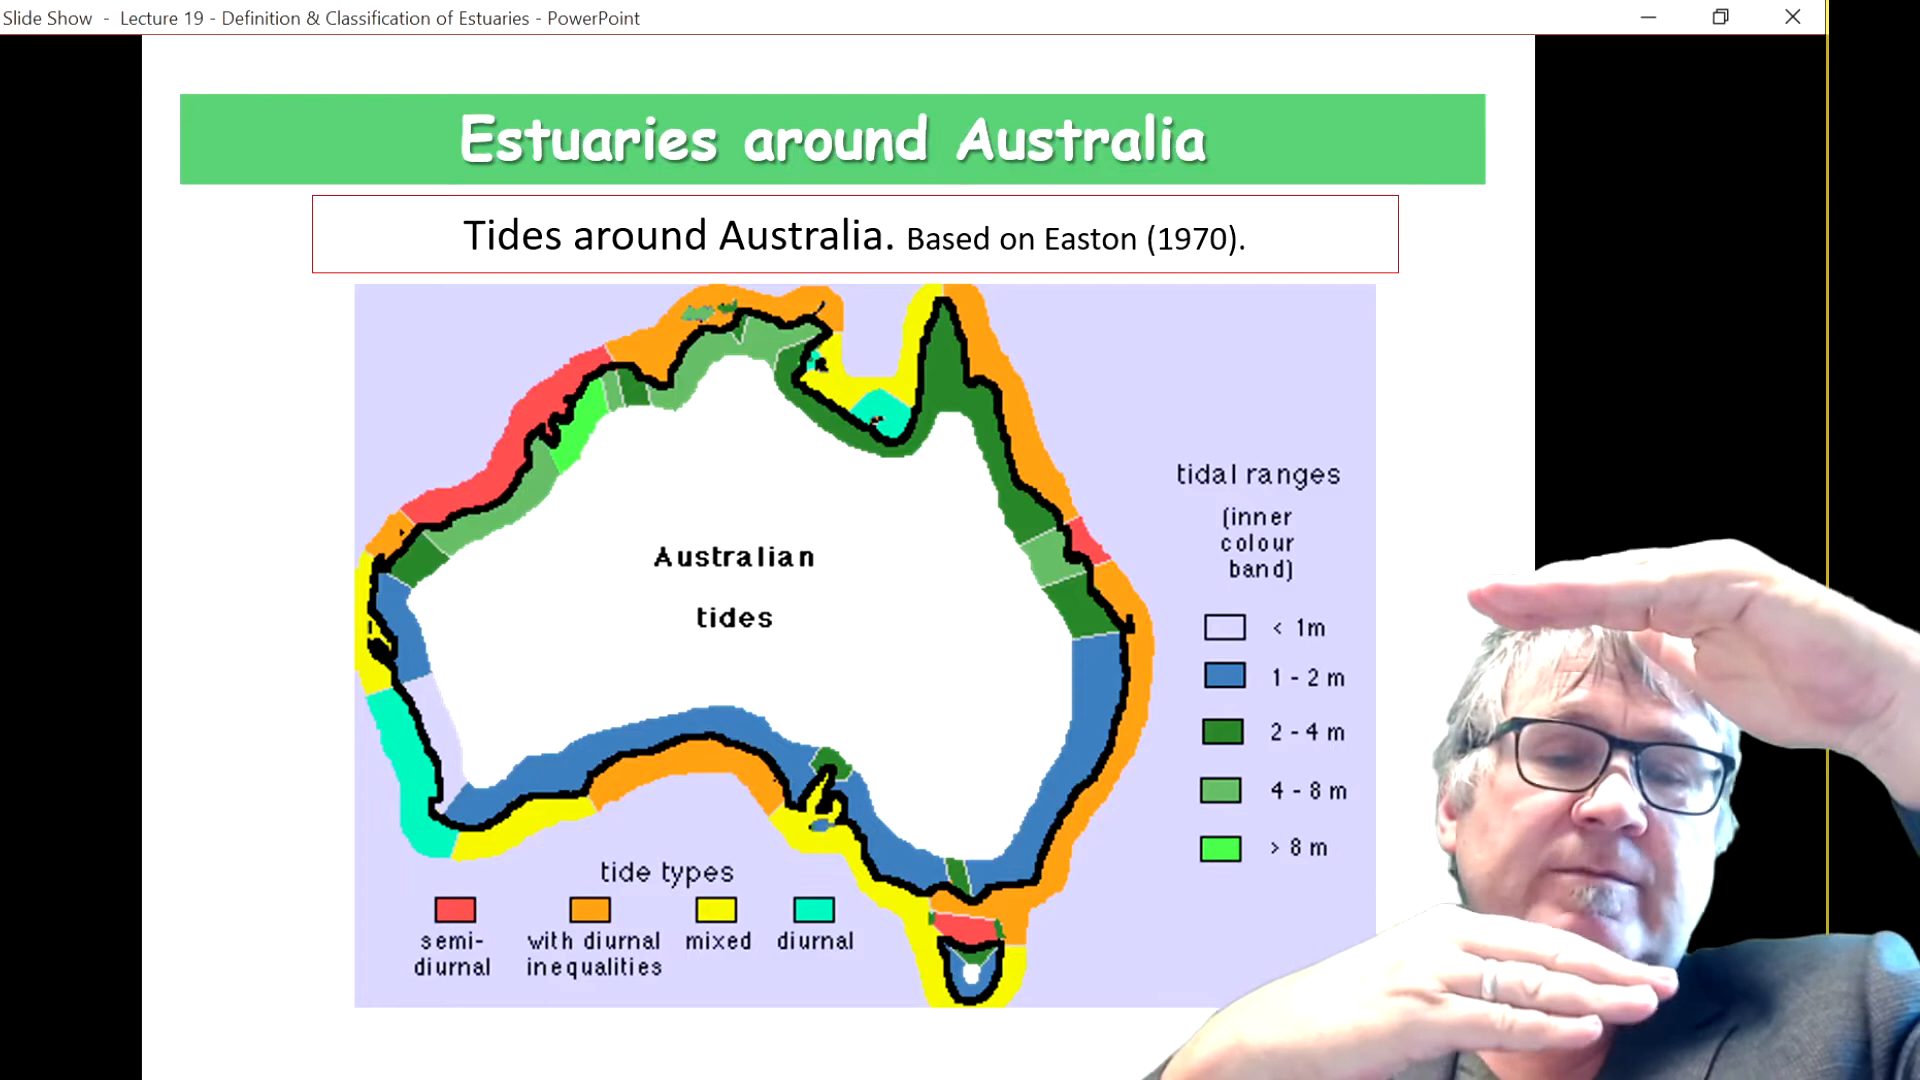 Slide Show - Lecture 19 - Definition & Classification of Estuaries - PowerPoint
Estuaries around Australia
Tides around Australia. Based on Easton (1970).
Australian
tides
tidal ranges
(inner
colour
band)
< 1m
1 - 2 m
2 - 4 m
4 - 8 m
> 8 m
tide types
semi-
diurnal
with diurnal
inequalities
mixed
diurnal